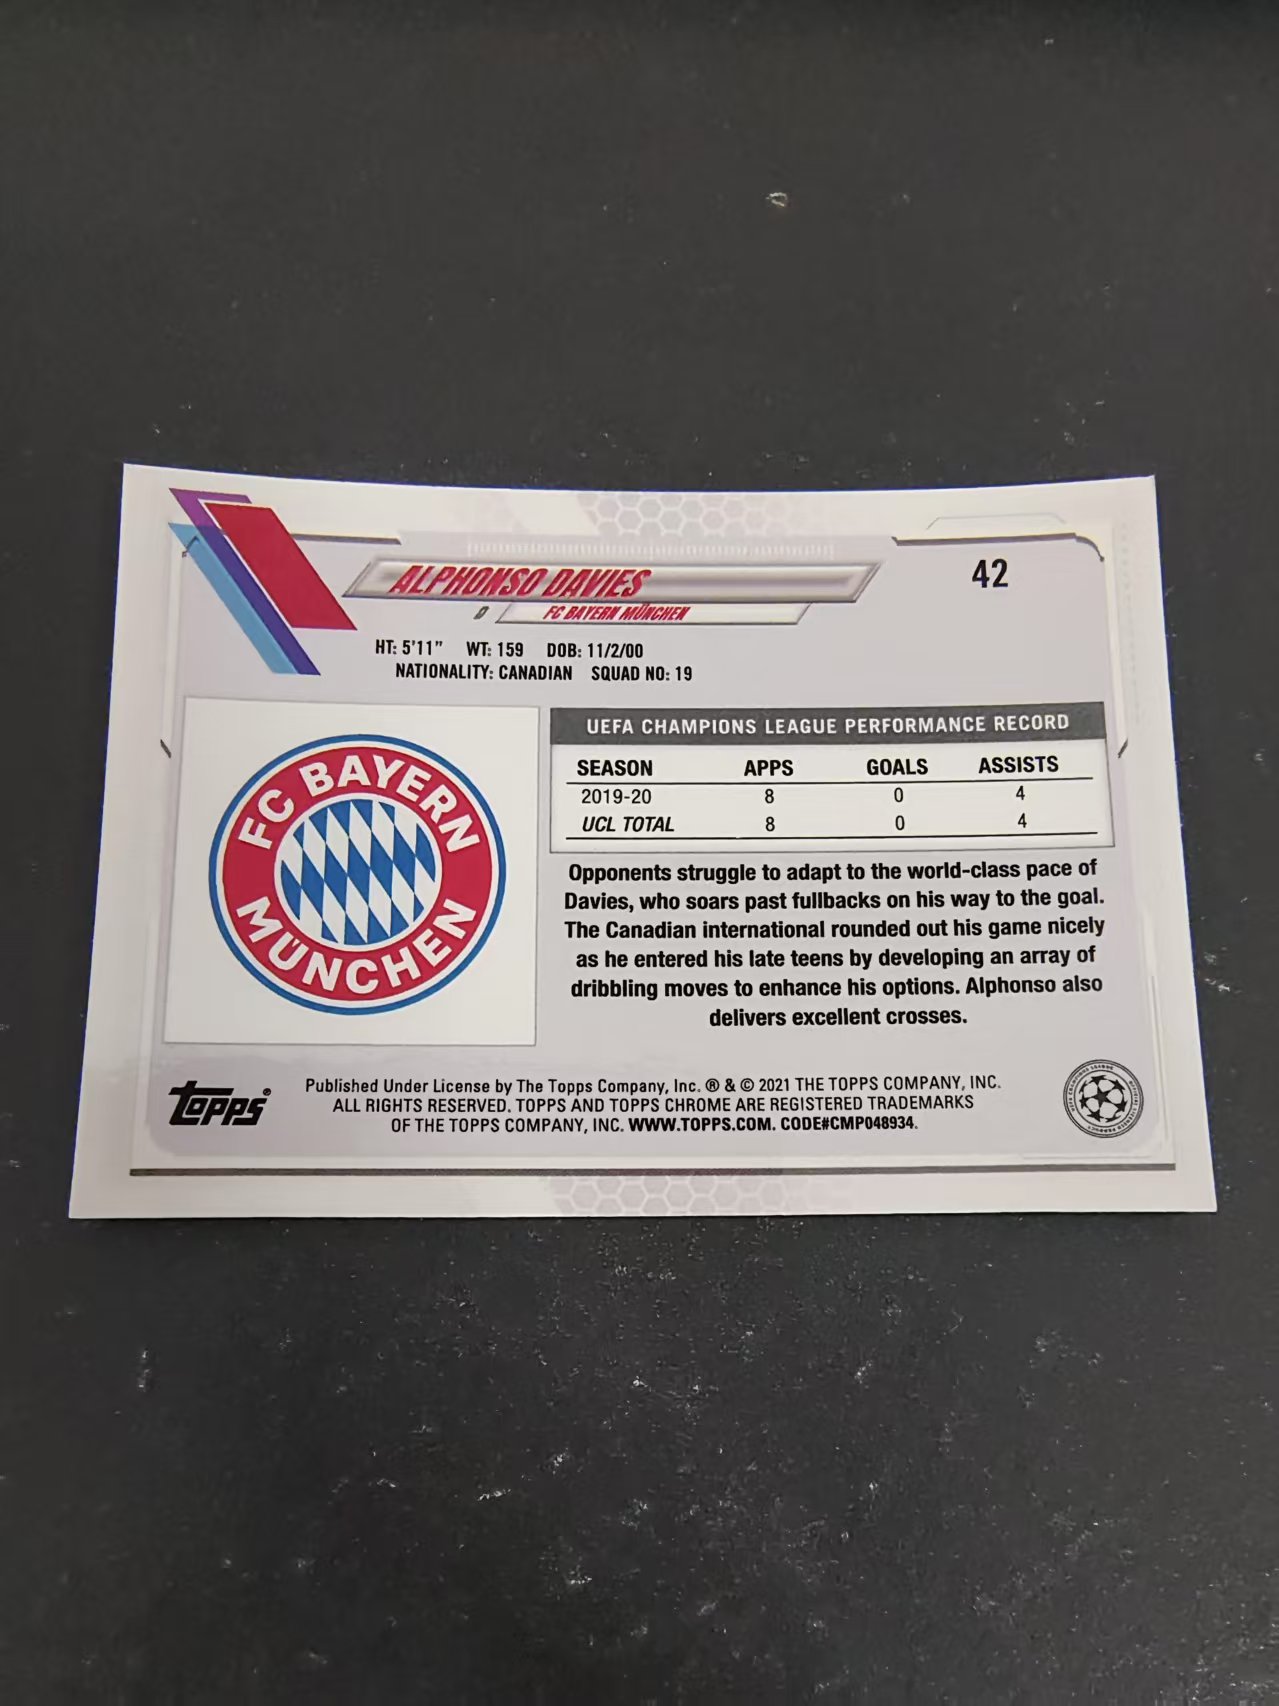 ALPHONSO DAVIES
42
D FC BAYERN MÜNCHEN
HT: 5'11" WT: 159 DOB: 11/2/00
NATIONALITY: CANADIAN SQUAD NO: 19
FC BAYERN
MÜNCHEN
UEFA CHAMPIONS LEAGUE PERFORMANCE RECORD
SEASON APPS GOALS ASSISTS
2019-20 8 0 4
UCL TOTAL 8 0 4
Opponents struggle to adapt to the world-class pace of
Davies, who soars past fullbacks on his way to the goal.
The Canadian international rounded out his game nicely
as he entered his late teens by developing an array of
dribbling moves to enhance his options. Alphonso also
delivers excellent crosses.
Topps®
Published Under License by The Topps Company, Inc. ® & © 2021 THE TOPPS COMPANY, INC.
ALL RIGHTS RESERVED. TOPPS AND TOPPS CHROME ARE REGISTERED TRADEMARKS
OF THE TOPPS COMPANY, INC. WWW.TOPPS.COM. CODE#CMP048934.